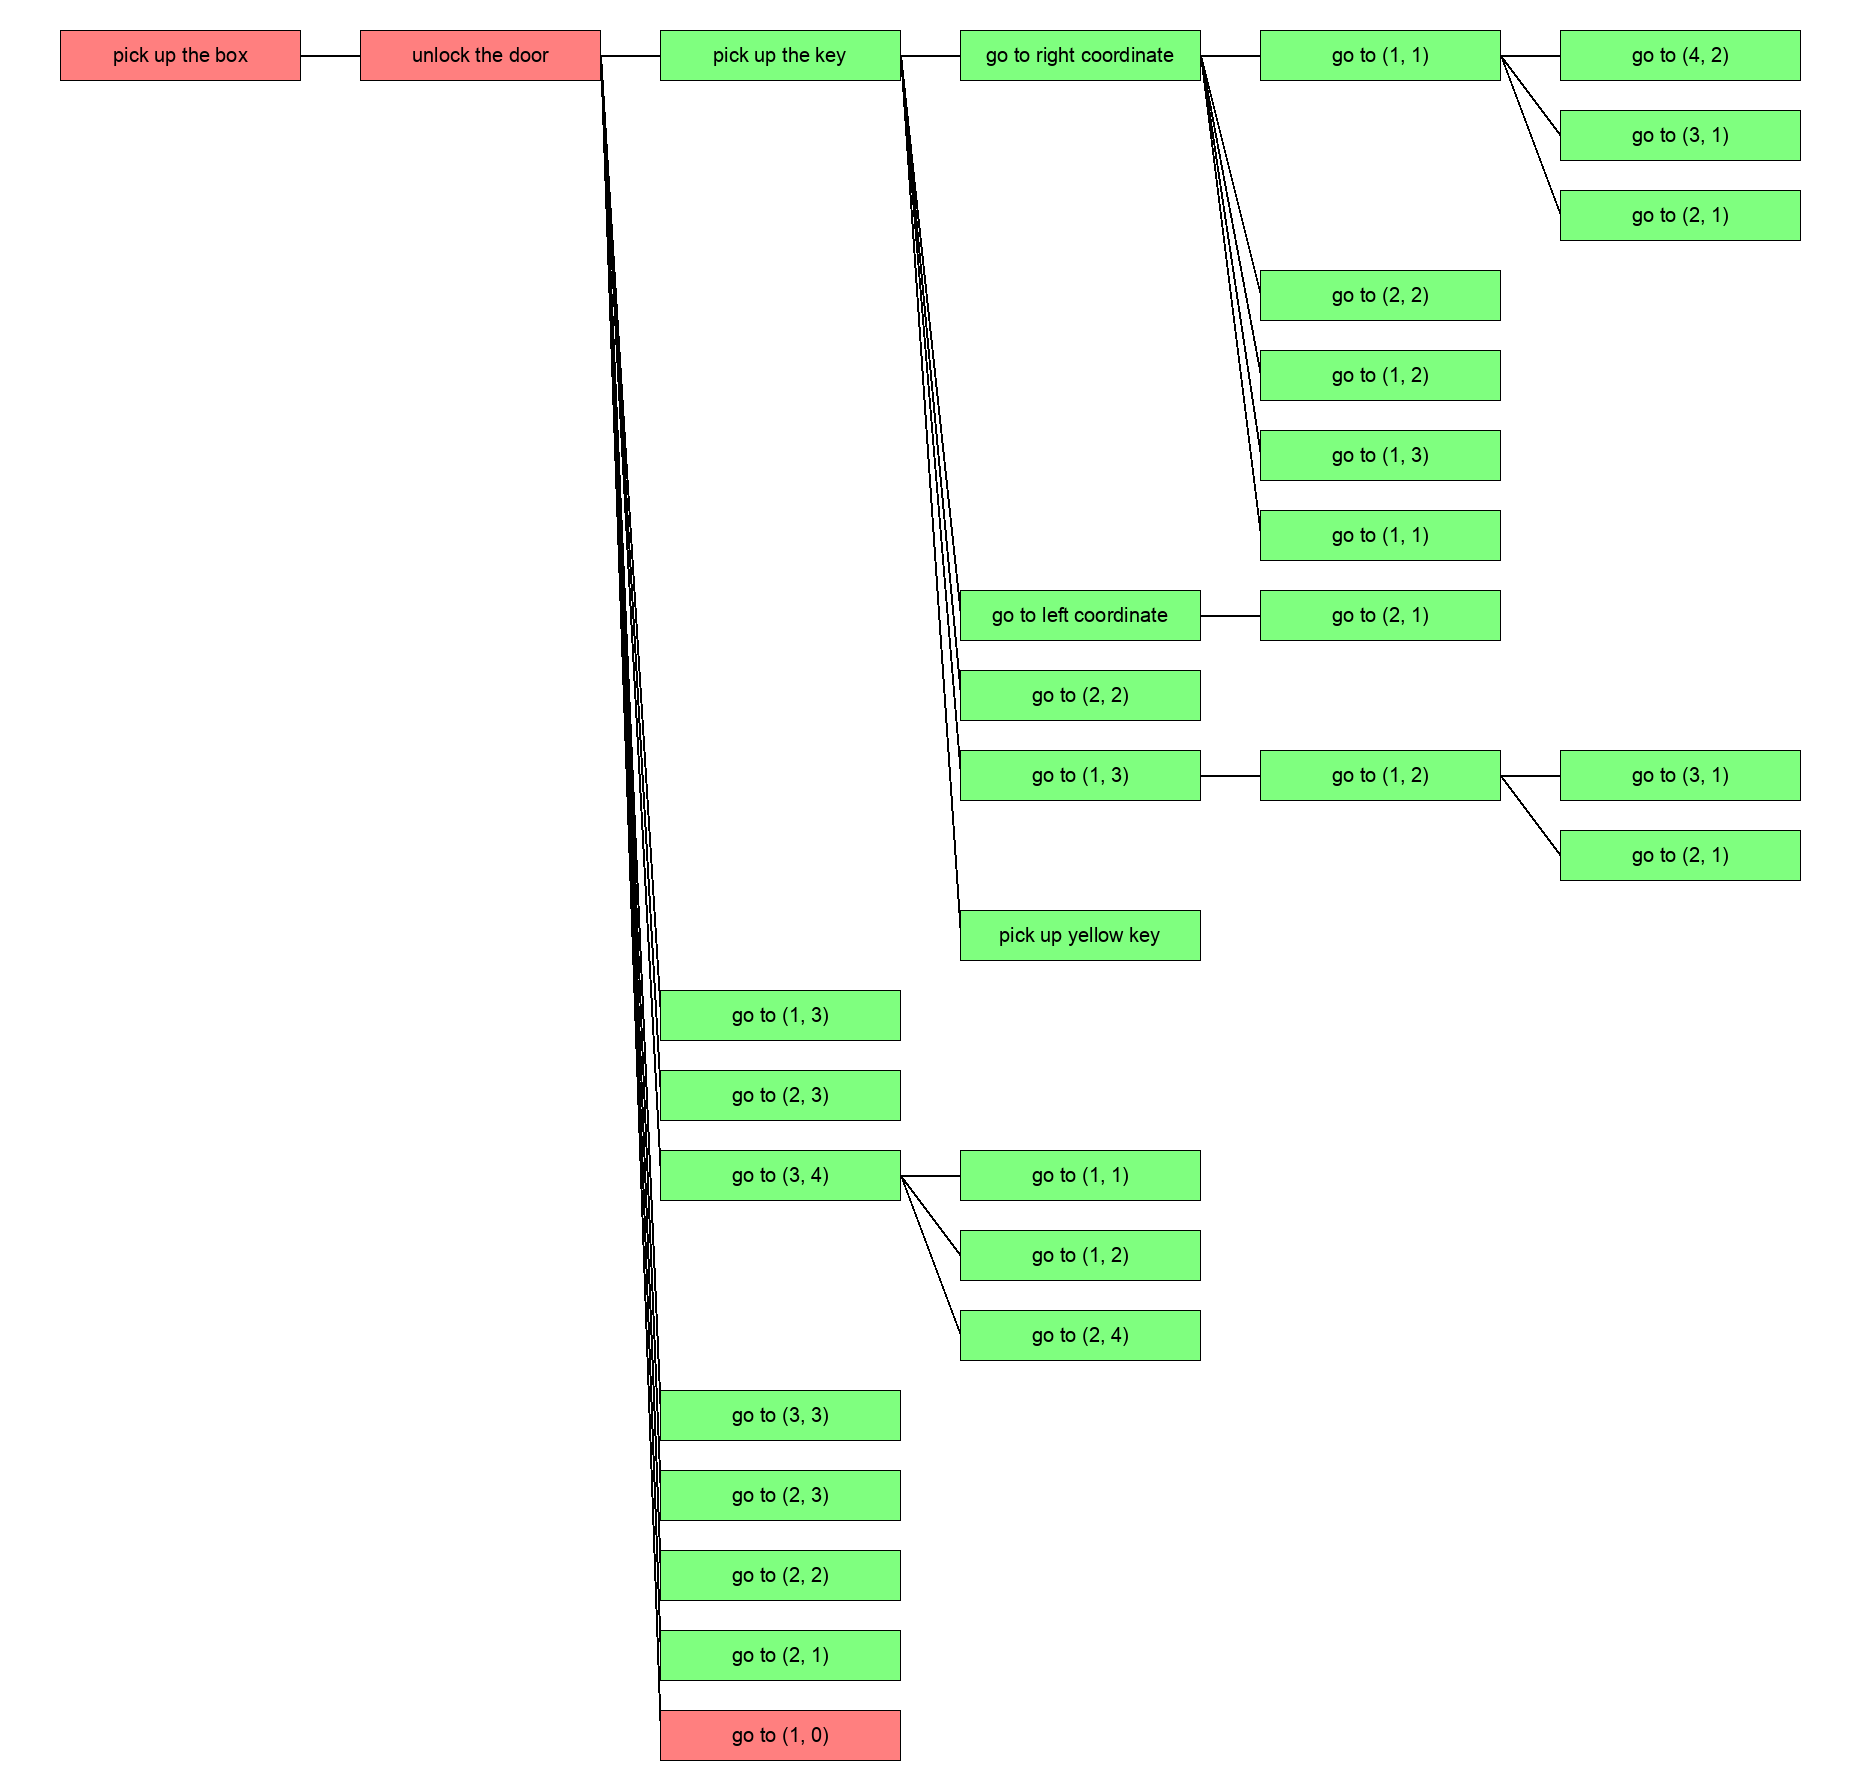 pick up the box
unlock the door
pick up the key
go to right coordinate
go to (1, 1)
go to (4, 2)
go to (3, 1)
go to (2, 1)
go to (2, 2)
go to (1, 2)
go to (1, 3)
go to (1, 1)
go to left coordinate
go to (2, 1)
go to (2, 2)
go to (1, 3)
go to (1, 2)
go to (3, 1)
go to (2, 1)
pick up yellow key
go to (1, 3)
go to (2, 3)
go to (3, 4)
go to (1, 1)
go to (1, 2)
go to (2, 4)
go to (3, 3)
go to (2, 3)
go to (2, 2)
go to (2, 1)
go to (1, 0)